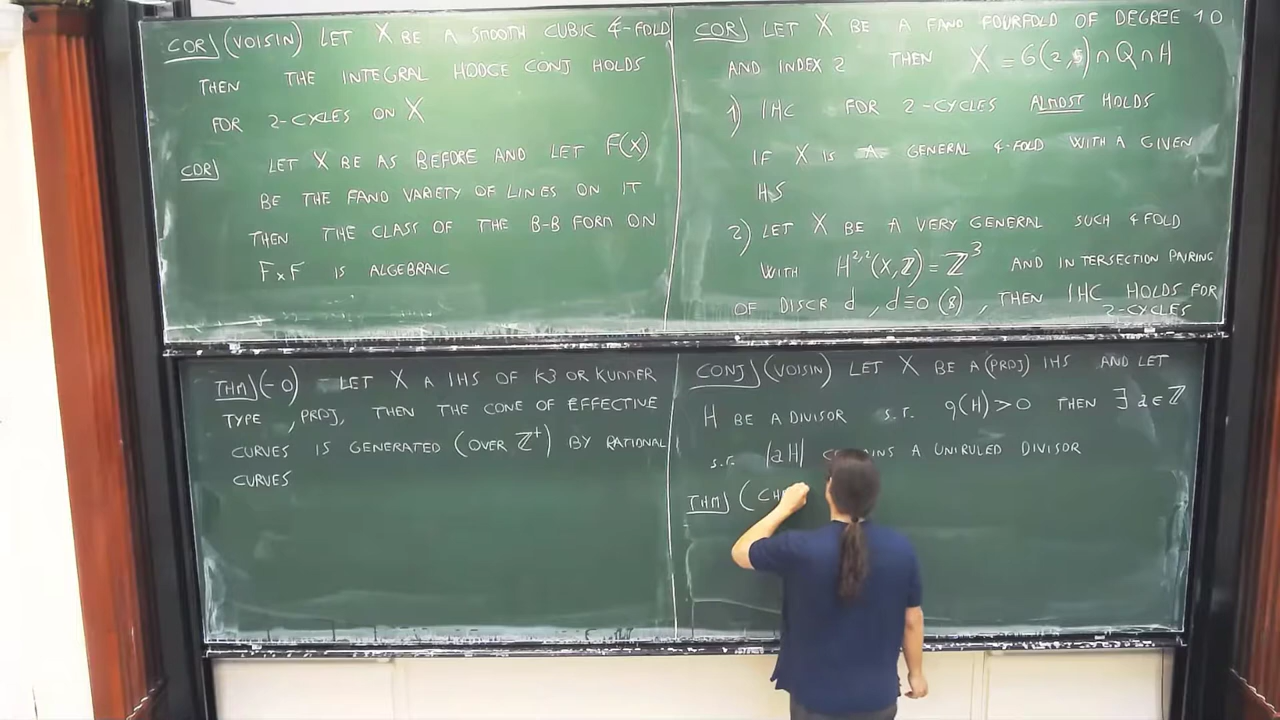 COR) (VOISIN) LET X BE A SMOOTH CUBIC 4-FOLD
THEN THE INTEGRAL HODGE CONJ HOLDS
FOR 2-CYCLES ON X
COR) LET X BE AS BEFORE AND LET F(X)
BE THE FANO VARIETY OF LINES ON IT
THEN THE CLASS OF THE B-B FORM ON
F×F IS ALGEBRAIC
COR) LET X BE A FANO FOURFOLD OF DEGREE 10
AND INDEX 2 THEN X = G(2,5)∩Q∩H
1) IHC FOR 2-CYCLES ALMOST HOLDS
IF X IS A GENERAL 4-FOLD WITH A GIVEN
HS
2) LET X BE A VERY GENERAL SUCH 4FOLD
WITH H^{2,2}(X,ℤ) = ℤ^3 AND INTERSECTION PAIRING
OF DISCR d, d≡0 (8), THEN IHC HOLDS FOR
2-CYCLES
THM) (-O) LET X A IHS OF K3 OR KUMMER
TYPE, PROJ, THEN THE CONE OF EFFECTIVE
CURVES IS GENERATED (OVER ℤ^+) BY RATIONAL
CURVES
CONJ) (VOISIN) LET X BE A (PROJ) IHS AND LET
H BE A DIVISOR S.T. q(H)>0 THEN ∃ a∈ℤ
S.T. |aH| A UNIRULED DIVISOR
THM) (